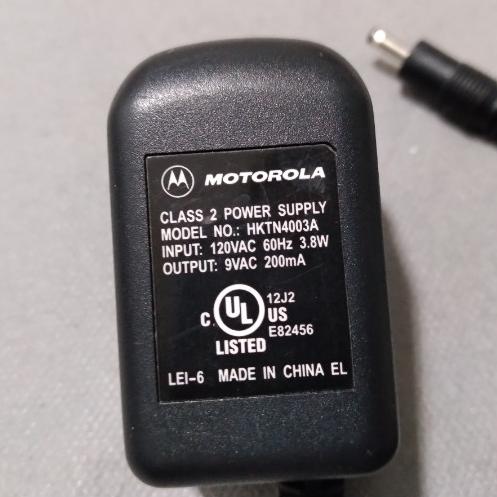 MOTOROLA
CLASS 2 POWER SUPPLY
MODEL NO.: HKTN4003A
INPUT: 120VAC 60Hz 3.8W
OUTPUT: 9VAC 200mA
12J2
C UL US
E82456
LISTED
LEI-6 MADE IN CHINA EL